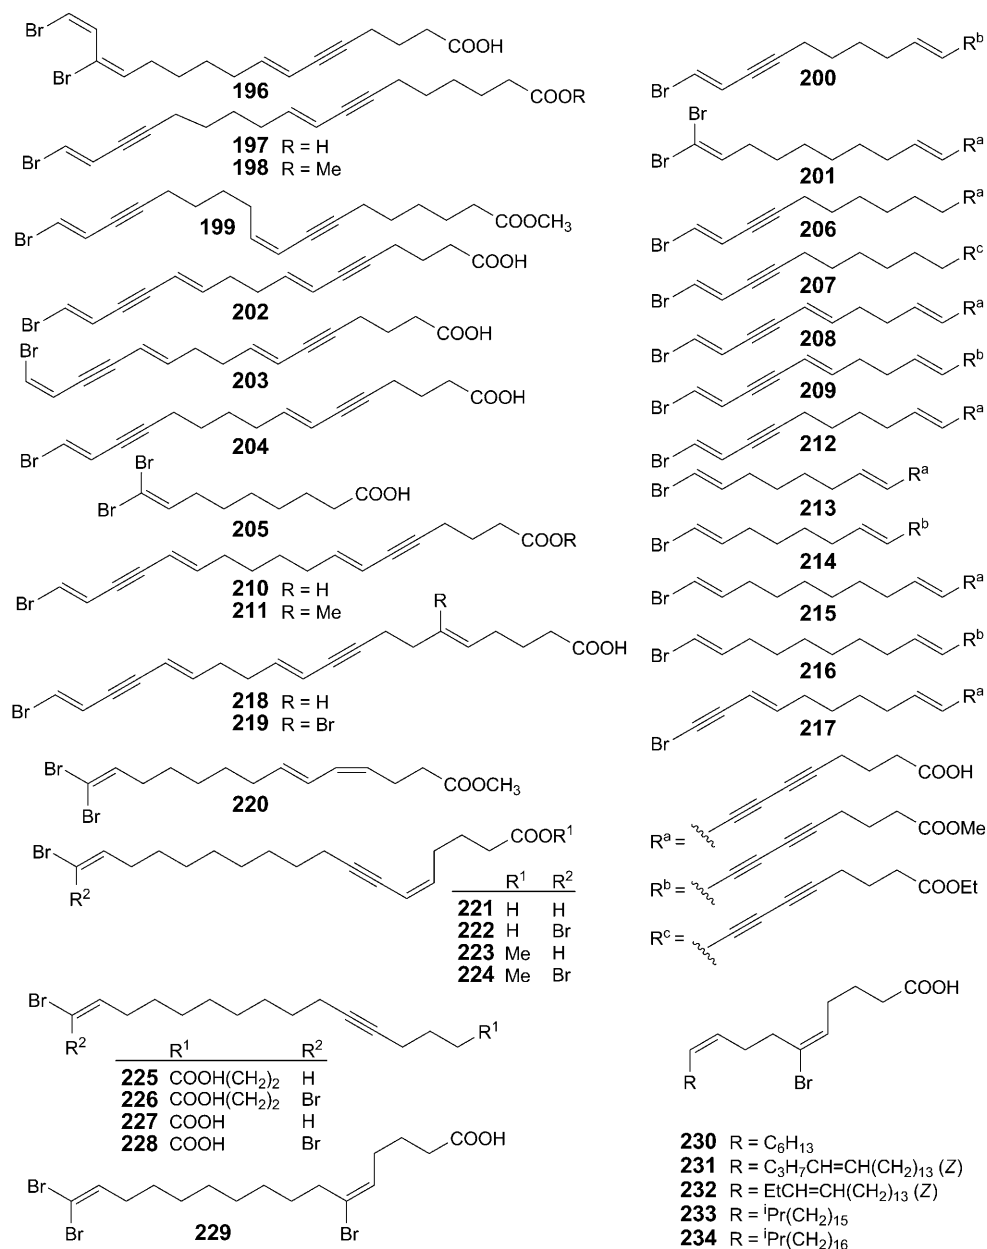 Br
COOH
Br
196
COOR
Br
197 R = H
198 R = Me
Br
199
COOCH3
COOH
Br
202
Br
COOH
203
COOH
Br
204
Br
Br
COOH
205
COOR
Br
210 R = H
211 R = Me
R
COOH
Br
218 R = H
219 R = Br
Br
Br
COOCH3
220
COOR1
Br
R2
R1 R2
221 H H
222 H Br
223 Me H
224 Me Br
Br
R2
R1
R1 R2
225 COOH(CH2)2 H
226 COOH(CH2)2 Br
227 COOH H
228 COOH Br
COOH
Br
Br
Br
229
Rb
Br
200
Br
Br
Ra
201
Ra
Br
206
Rc
Br
207
Ra
Br
208
Rb
Br
209
Ra
Br
212
Br
Ra
213
Br
Rb
214
Br
Ra
215
Br
Rb
216
Ra
Br
217
COOH
Ra =
COOMe
Rb =
COOEt
Rc =
COOH
R
Br
230 R = C6H13
231 R = C3H7CH=CH(CH2)13 (Z)
232 R = EtCH=CH(CH2)13 (Z)
233 R = iPr(CH2)15
234 R = iPr(CH2)16